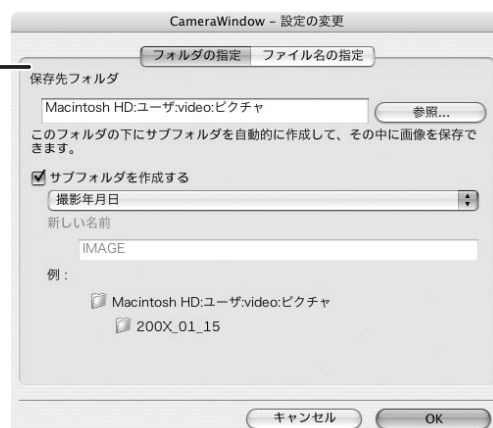 CameraWindow – 設定の変更
フォルダの指定 ファイル名の指定
保存先フォルダ
Macintosh HD:ユーザ:video:ピクチャ 参照...
このフォルダの下にサブフォルダを自動的に作成して、その中に画像を保存で
きます。
サブフォルダを作成する
撮影年月日
新しい名前
IMAGE
例：
Macintosh HD:ユーザ:video:ピクチャ
200X_01_15
キャンセル OK